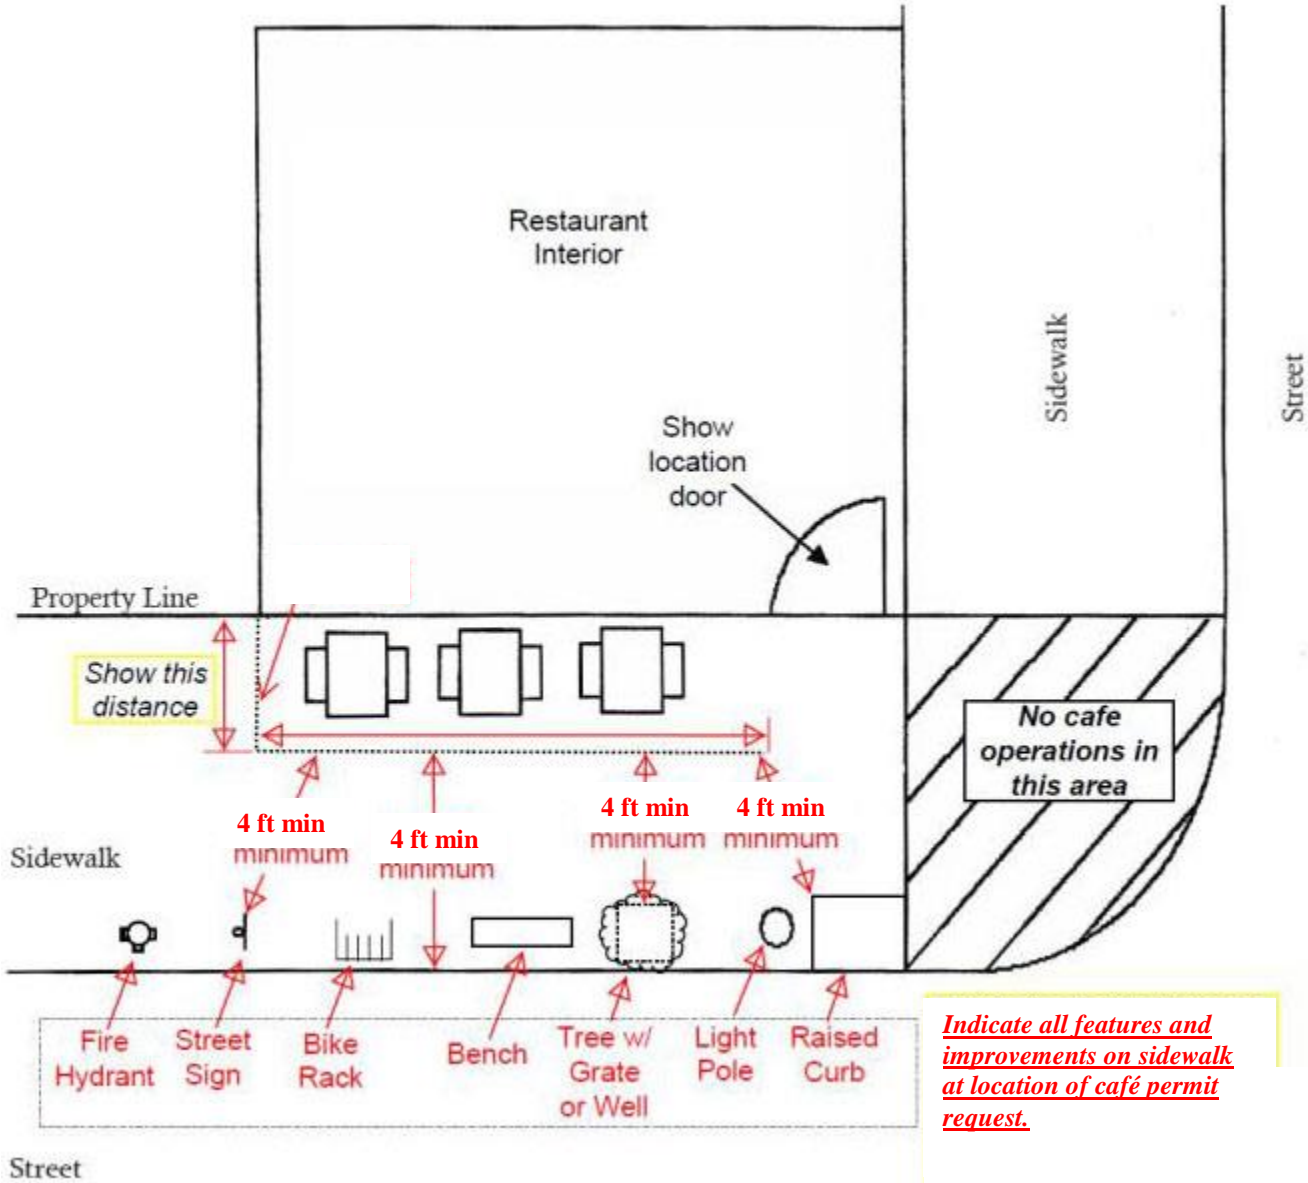 Restaurant
Interior
Sidewalk
Street
Show
location
door
Property Line
Show this
distance
No cafe
operations in
this area
4 ft min
minimum
4 ft min
minimum
4 ft min
minimum
4 ft min
minimum
Sidewalk
Fire
Hydrant
Street
Sign
Bike
Rack
Bench
Tree w/
Grate
or Well
Light
Pole
Raised
Curb
Indicate all features and
improvements on sidewalk
at location of café permit
request.
Street